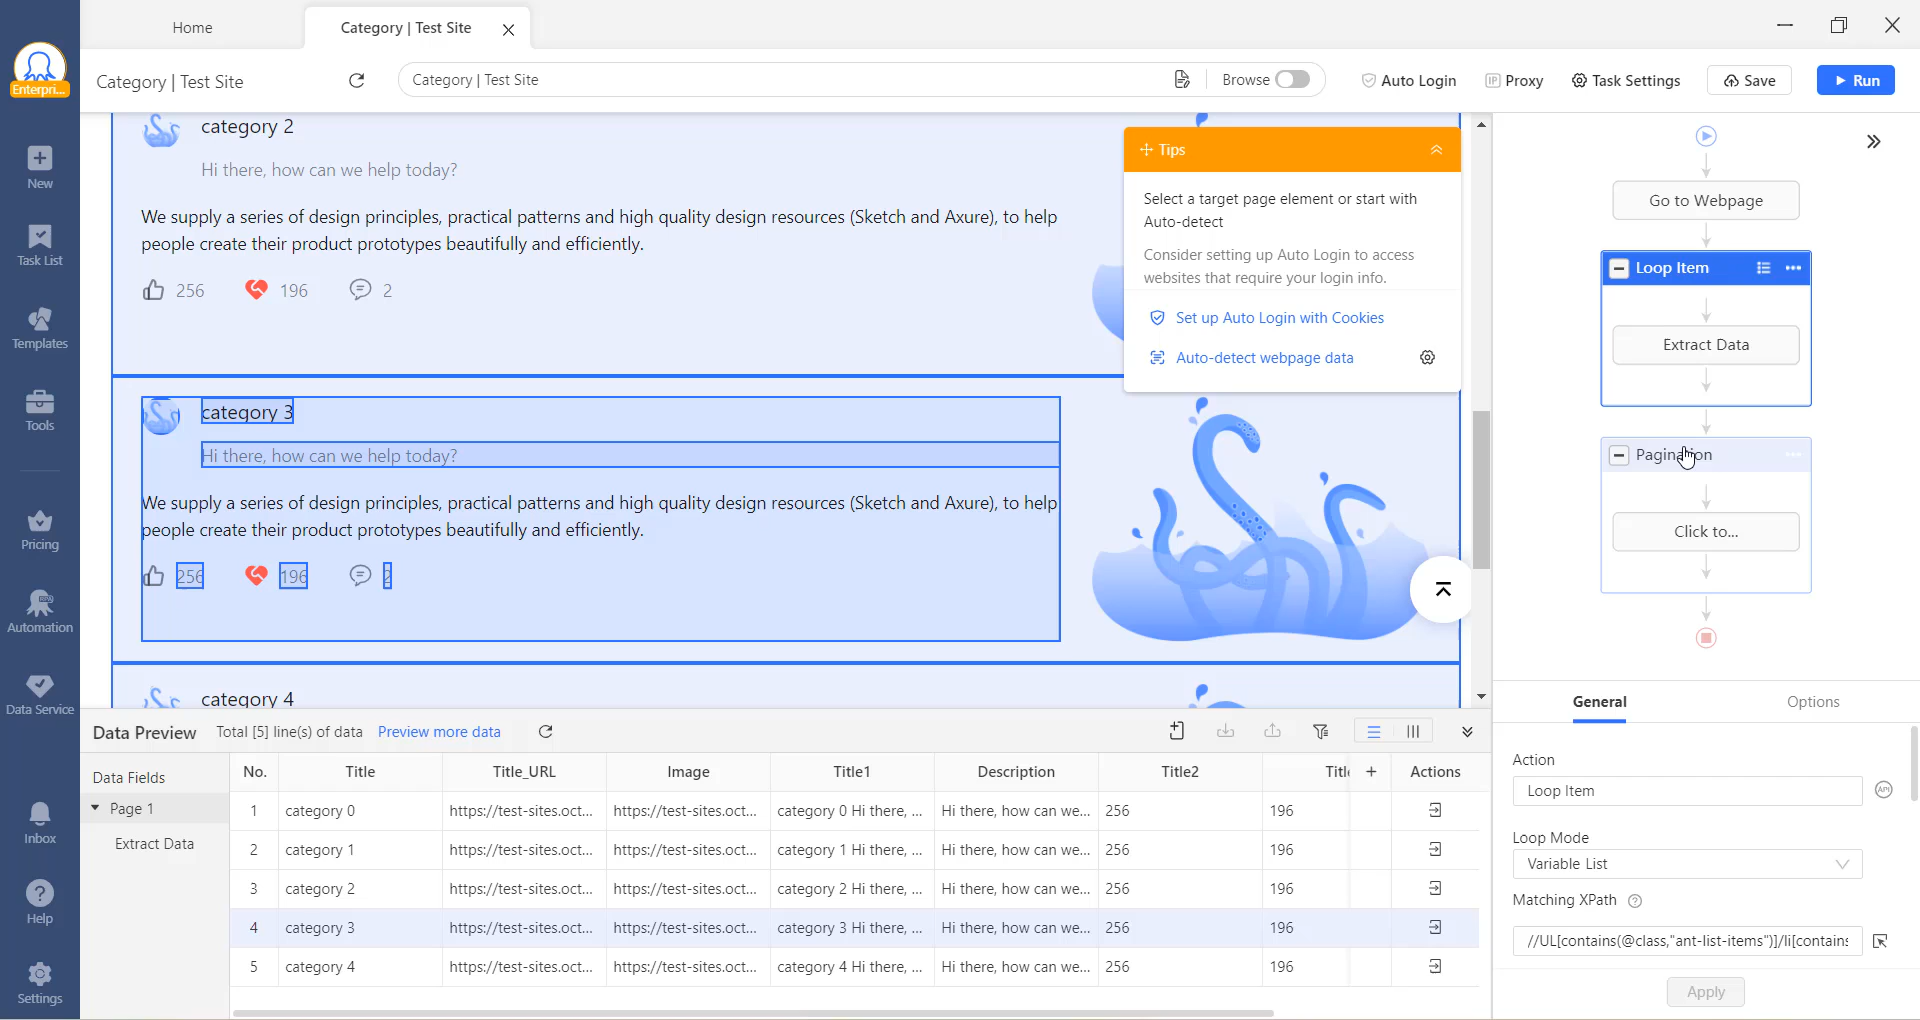 Home
Category | Test Site
Category | Test Site
Category | Test Site
Browse
Auto Login
IP Proxy
Task Settings
Save
Run
Enterpri...
New
Task List
Templates
Tools
Pricing
Automation
Data Service
Inbox
Help
Settings
category 2
Hi there, how can we help today?
We supply a series of design principles, practical patterns and high quality design resources (Sketch and Axure), to help
people create their product prototypes beautifully and efficiently.
256 196 2
category 3
Hi there, how can we help today?
We supply a series of design principles, practical patterns and high quality design resources (Sketch and Axure), to help
people create their product prototypes beautifully and efficiently.
256 196 2
category 4
Tips
Select a target page element or start with
Auto-detect
Consider setting up Auto Login to access
websites that require your login info.
Set up Auto Login with Cookies
Auto-detect webpage data
Go to Webpage
Loop Item
Extract Data
Pagination
Click to...
Data Preview Total [5] line(s) of data Preview more data
Data Fields
Page 1
Extract Data
No. Title Title_URL Image Title1 Description Title2 Titl + Actions
1 category 0 https://test-sites.oct... https://test-sites.oct... category 0 Hi there, ... Hi there, how can we... 256 196
2 category 1 https://test-sites.oct... https://test-sites.oct... category 1 Hi there, ... Hi there, how can we... 256 196
3 category 2 https://test-sites.oct... https://test-sites.oct... category 2 Hi there, ... Hi there, how can we... 256 196
4 category 3 https://test-sites.oct... https://test-sites.oct... category 3 Hi there, ... Hi there, how can we... 256 196
5 category 4 https://test-sites.oct... https://test-sites.oct... category 4 Hi there, ... Hi there, how can we... 256 196
General Options
Action
Loop Item
API
Loop Mode
Variable List
Matching XPath ?
//UL[contains(@class,"ant-list-items")]/li[contains
Apply